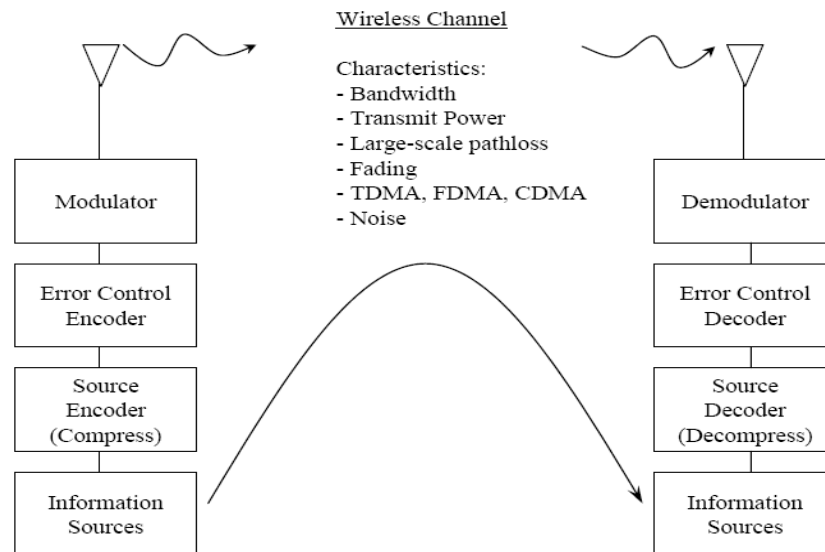 Wireless Channel
Characteristics:
- Bandwidth
- Transmit Power
- Large-scale pathloss
- Fading
- TDMA, FDMA, CDMA
- Noise
Modulator
Error Control
Encoder
Source
Encoder
(Compress)
Information
Sources
Demodulator
Error Control
Decoder
Source
Decoder
(Decompress)
Information
Sources